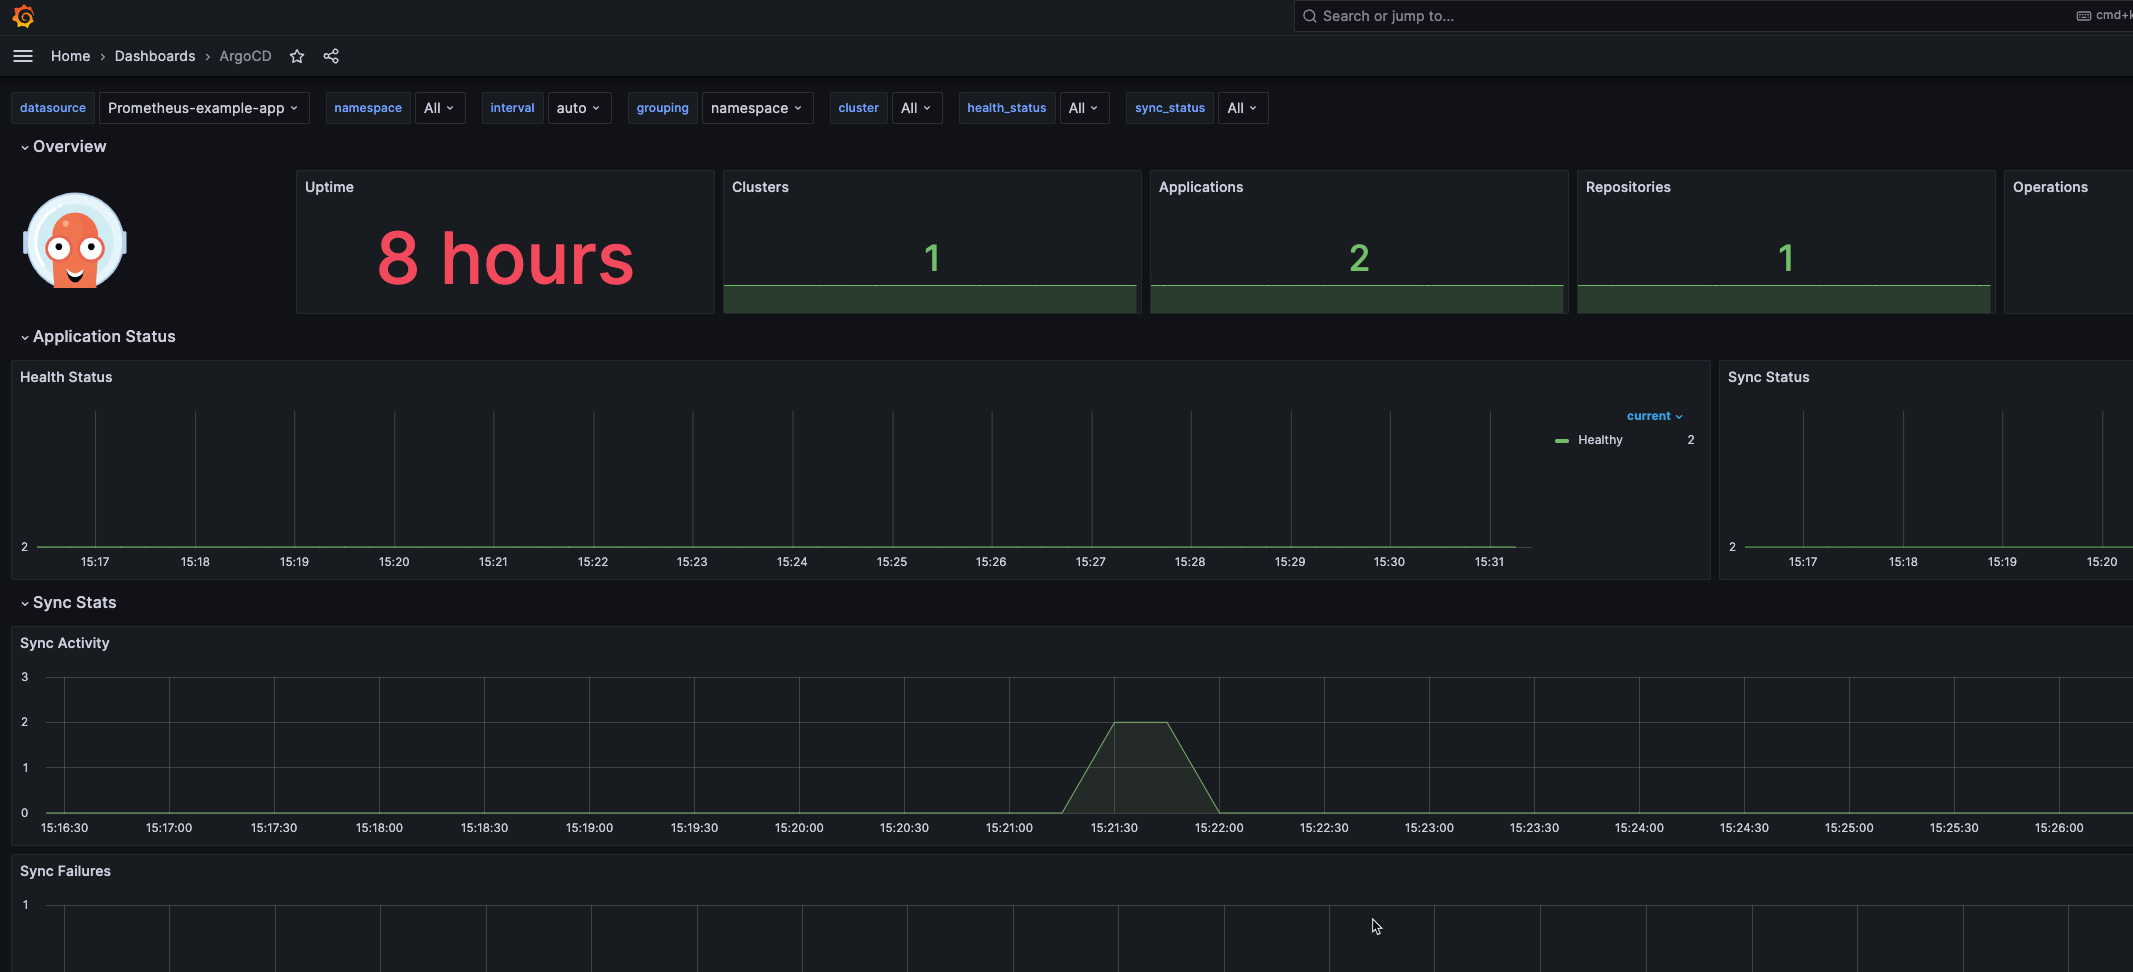 Search or jump to...
cmd+k
Home › Dashboards › ArgoCD
datasource Prometheus-example-app namespace All interval auto grouping namespace cluster All health_status All sync_status All
Overview
Uptime
8 hours
Clusters
1
Applications
2
Repositories
1
Operations
Application Status
Health Status
current
Healthy 2
2
15:17 15:18 15:19 15:20 15:21 15:22 15:23 15:24 15:25 15:26 15:27 15:28 15:29 15:30 15:31
Sync Status
2
15:17 15:18 15:19 15:20
Sync Stats
Sync Activity
3
2
1
0
15:16:30 15:17:00 15:17:30 15:18:00 15:18:30 15:19:00 15:19:30 15:20:00 15:20:30 15:21:00 15:21:30 15:22:00 15:22:30 15:23:00 15:23:30 15:24:00 15:24:30 15:25:00 15:25:30 15:26:00
Sync Failures
1